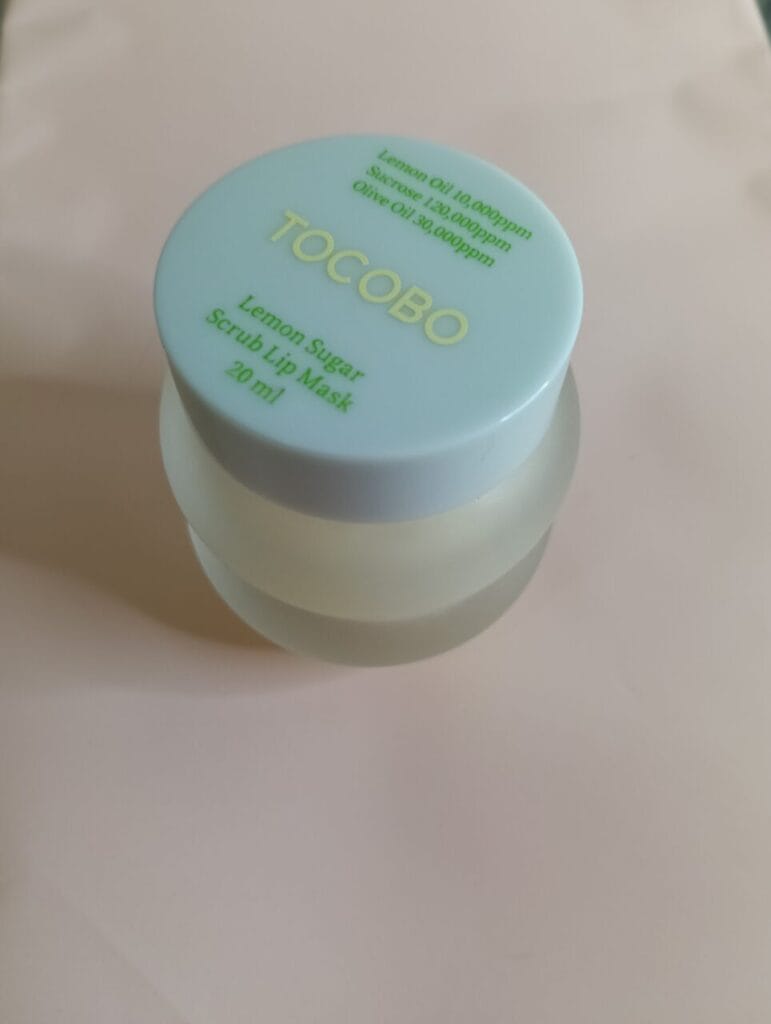 Lemon Oil 10,000ppm
Sucrose 120,000ppm
Olive Oil 30,000ppm
TOCOBO
Lemon Sugar
Scrub Lip Mask
20 ml